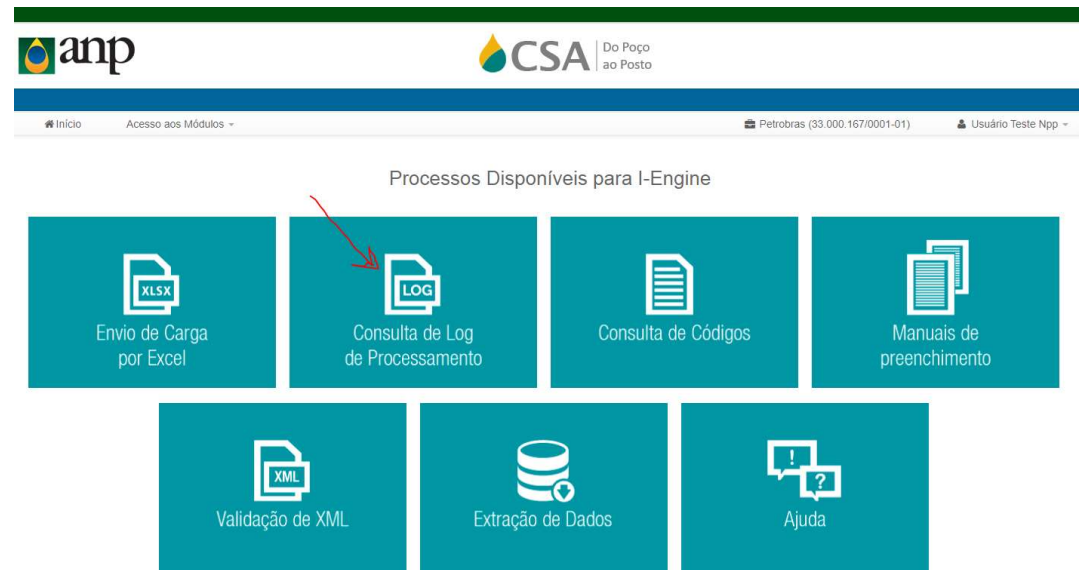 anp
CSA
Do Poço
ao Posto
Início
Acesso aos Módulos
Petrobras (33.000.167/0001-01)
Usuário Teste Npp
Processos Disponíveis para I-Engine
XLSX
Envio de Carga
por Excel
LOG
Consulta de Log
de Processamento
Consulta de Códigos
Manuais de
preenchimento
XML
Validação de XML
Extração de Dados
!
?
Ajuda